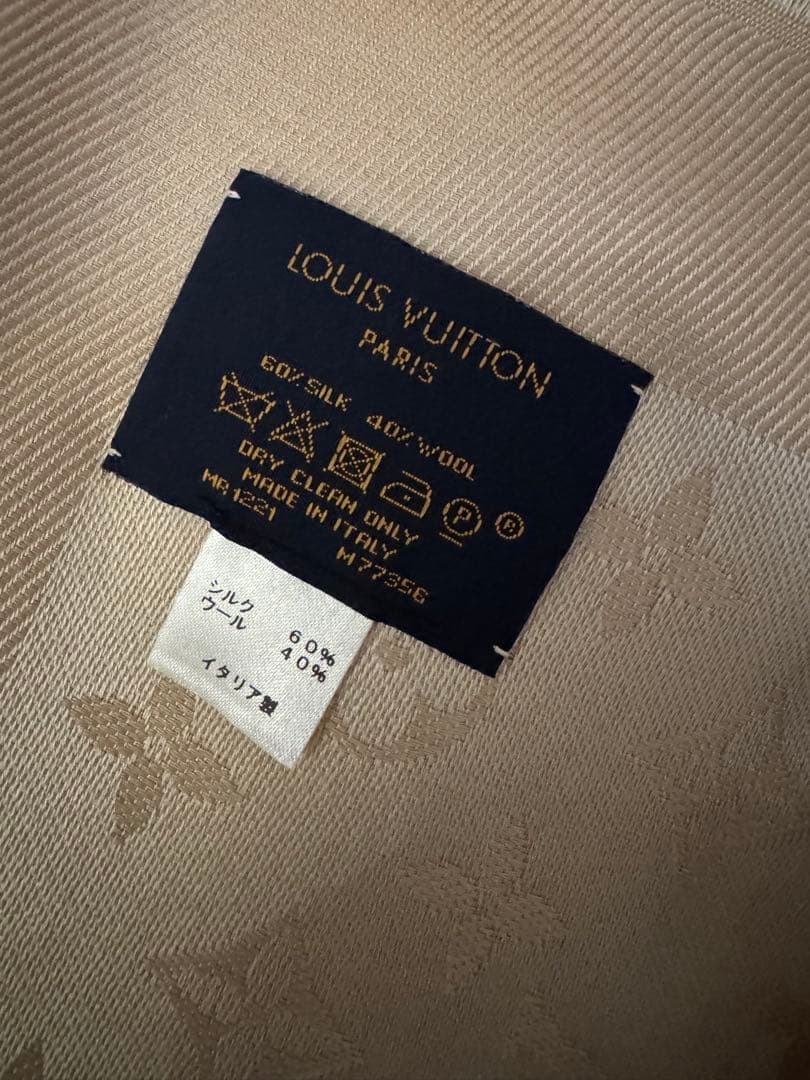 LOUIS VUITTON
PARIS
60% SILK 40% WOOL
P
®
DRY CLEAN ONLY
MADE IN ITALY
MR1221
M77356
シルク 60%
ウール 40%
イタリア製